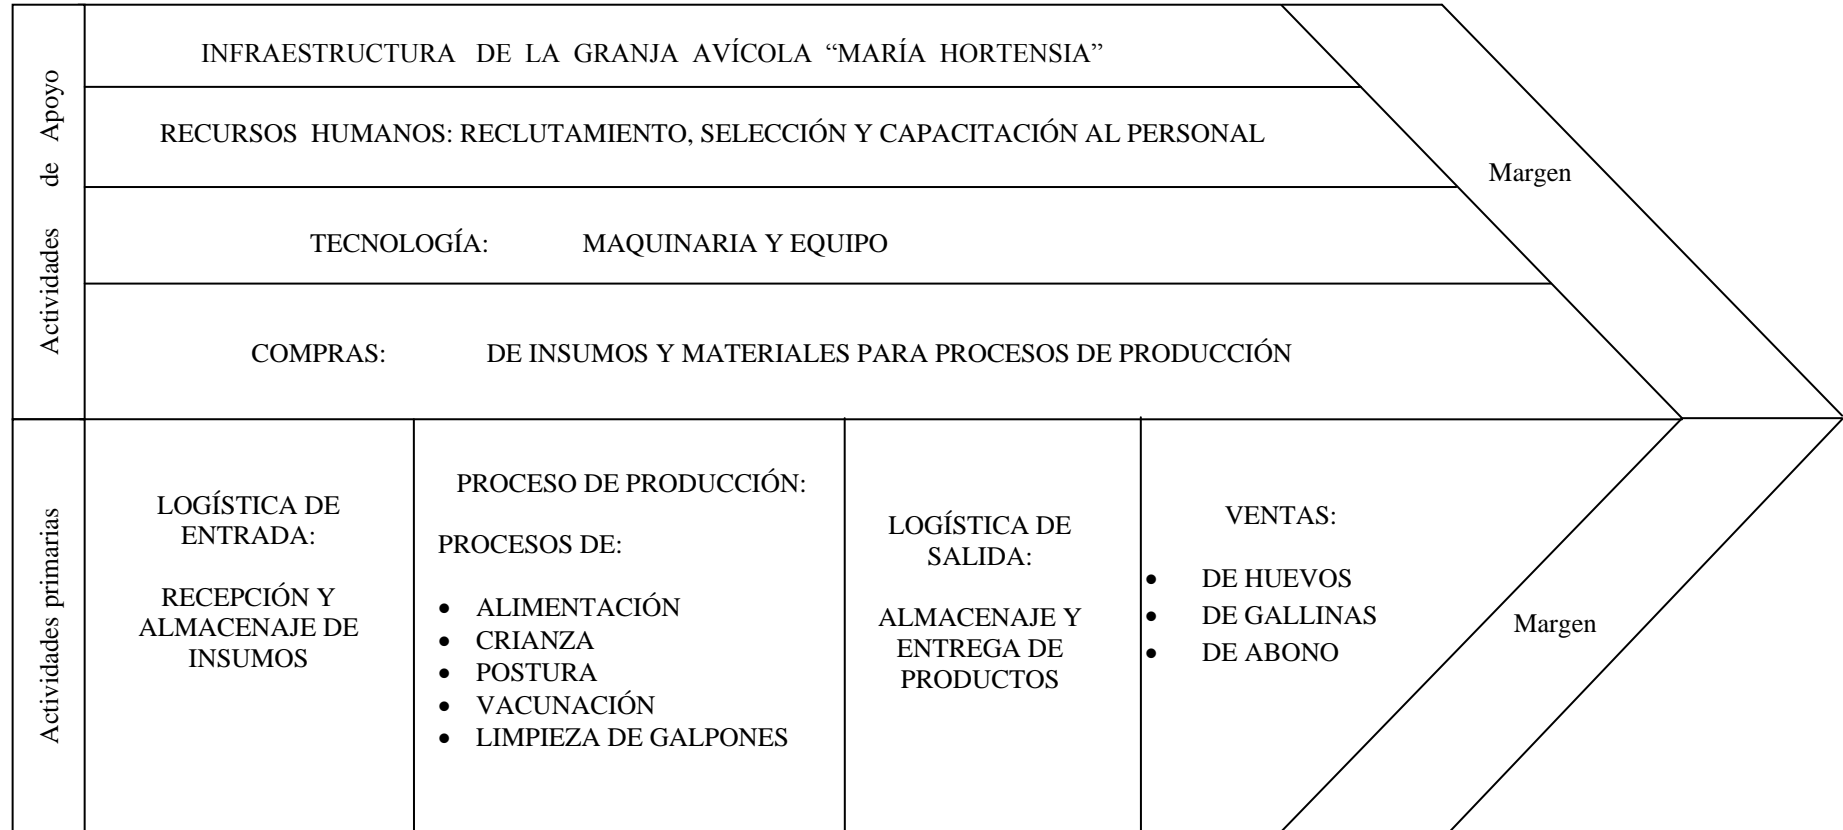 Actividades de Apoyo
INFRAESTRUCTURA DE LA GRANJA AVÍCOLA “MARÍA HORTENSIA”
RECURSOS HUMANOS: RECLUTAMIENTO, SELECCIÓN Y CAPACITACIÓN AL PERSONAL
TECNOLOGÍA: MAQUINARIA Y EQUIPO
COMPRAS: DE INSUMOS Y MATERIALES PARA PROCESOS DE PRODUCCIÓN
Margen
Actividades primarias
LOGÍSTICA DE
ENTRADA:
RECEPCIÓN Y
ALMACENAJE DE
INSUMOS
PROCESO DE PRODUCCIÓN:
PROCESOS DE:
• ALIMENTACIÓN
• CRIANZA
• POSTURA
• VACUNACIÓN
• LIMPIEZA DE GALPONES
LOGÍSTICA DE
SALIDA:
ALMACENAJE Y
ENTREGA DE
PRODUCTOS
VENTAS:
• DE HUEVOS
• DE GALLINAS
• DE ABONO
Margen